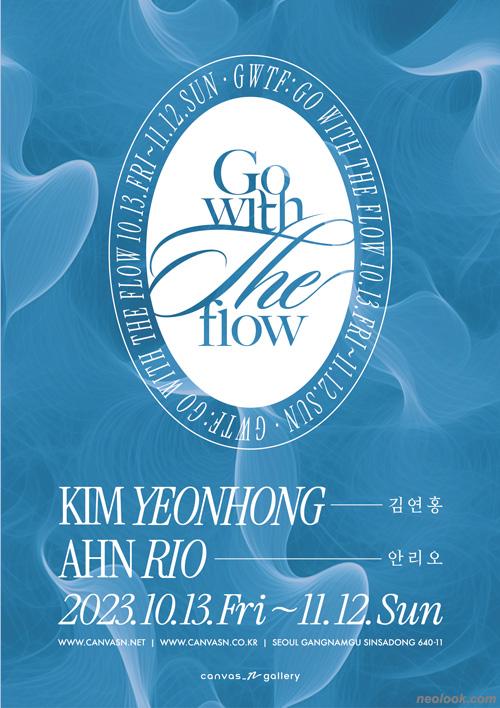 GWTF: GO WITH THE FLOW 10.13.FRI~11.12.SUN · GWTF: GO WITH THE FLOW 10.13.FRI~11.12.SUN ·
Go
with
The
flow
KIM YEONHONG 김연홍
AHN RIO 안리오
2023.10.13.Fri~11.12.Sun
WWW.CANVASN.NET | WWW.CANVASN.CO.KR | SEOUL GANGNAMGU SINSADONG 640-11
canvas_n gallery
neolook.com